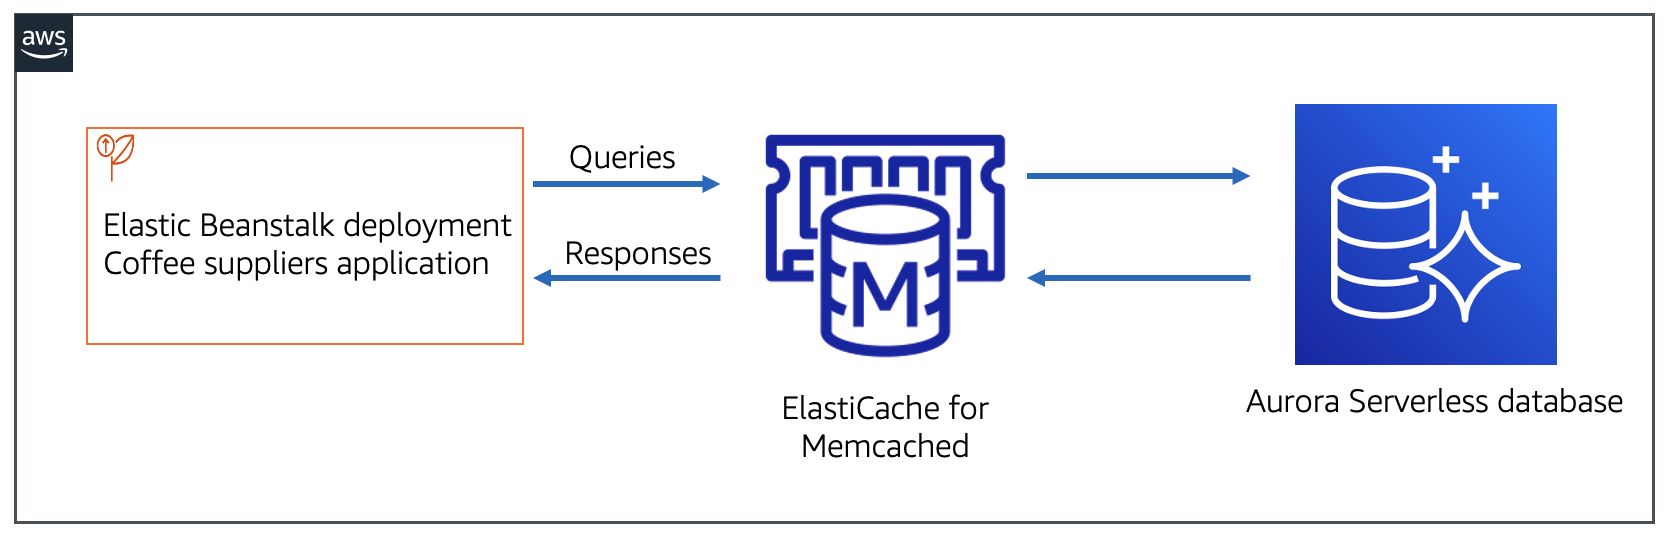 aws
Queries
Elastic Beanstalk deployment
Coffee suppliers application
Responses
M
ElastiCache for
Memcached
Aurora Serverless database